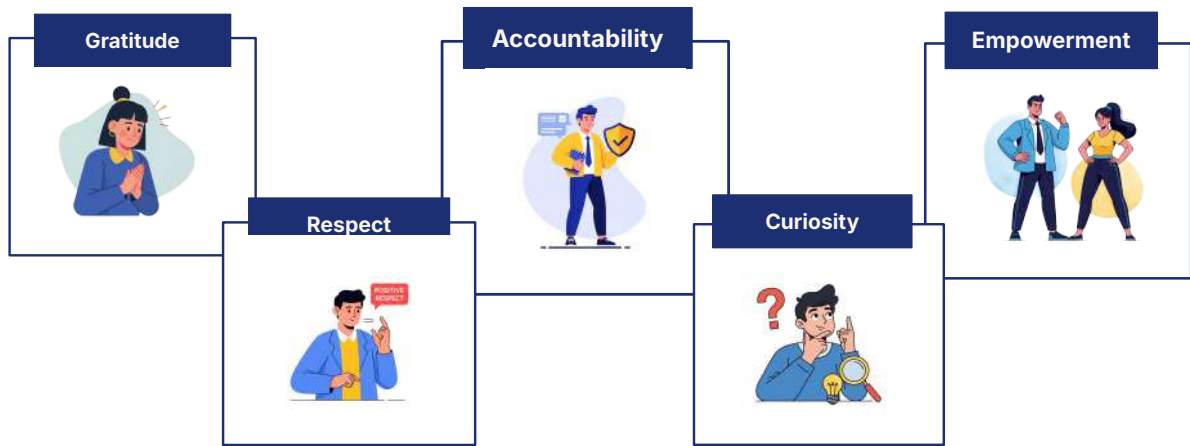 Gratitude
Respect
POSITIVE
RESPECT
Accountability
Curiosity
?
Empowerment